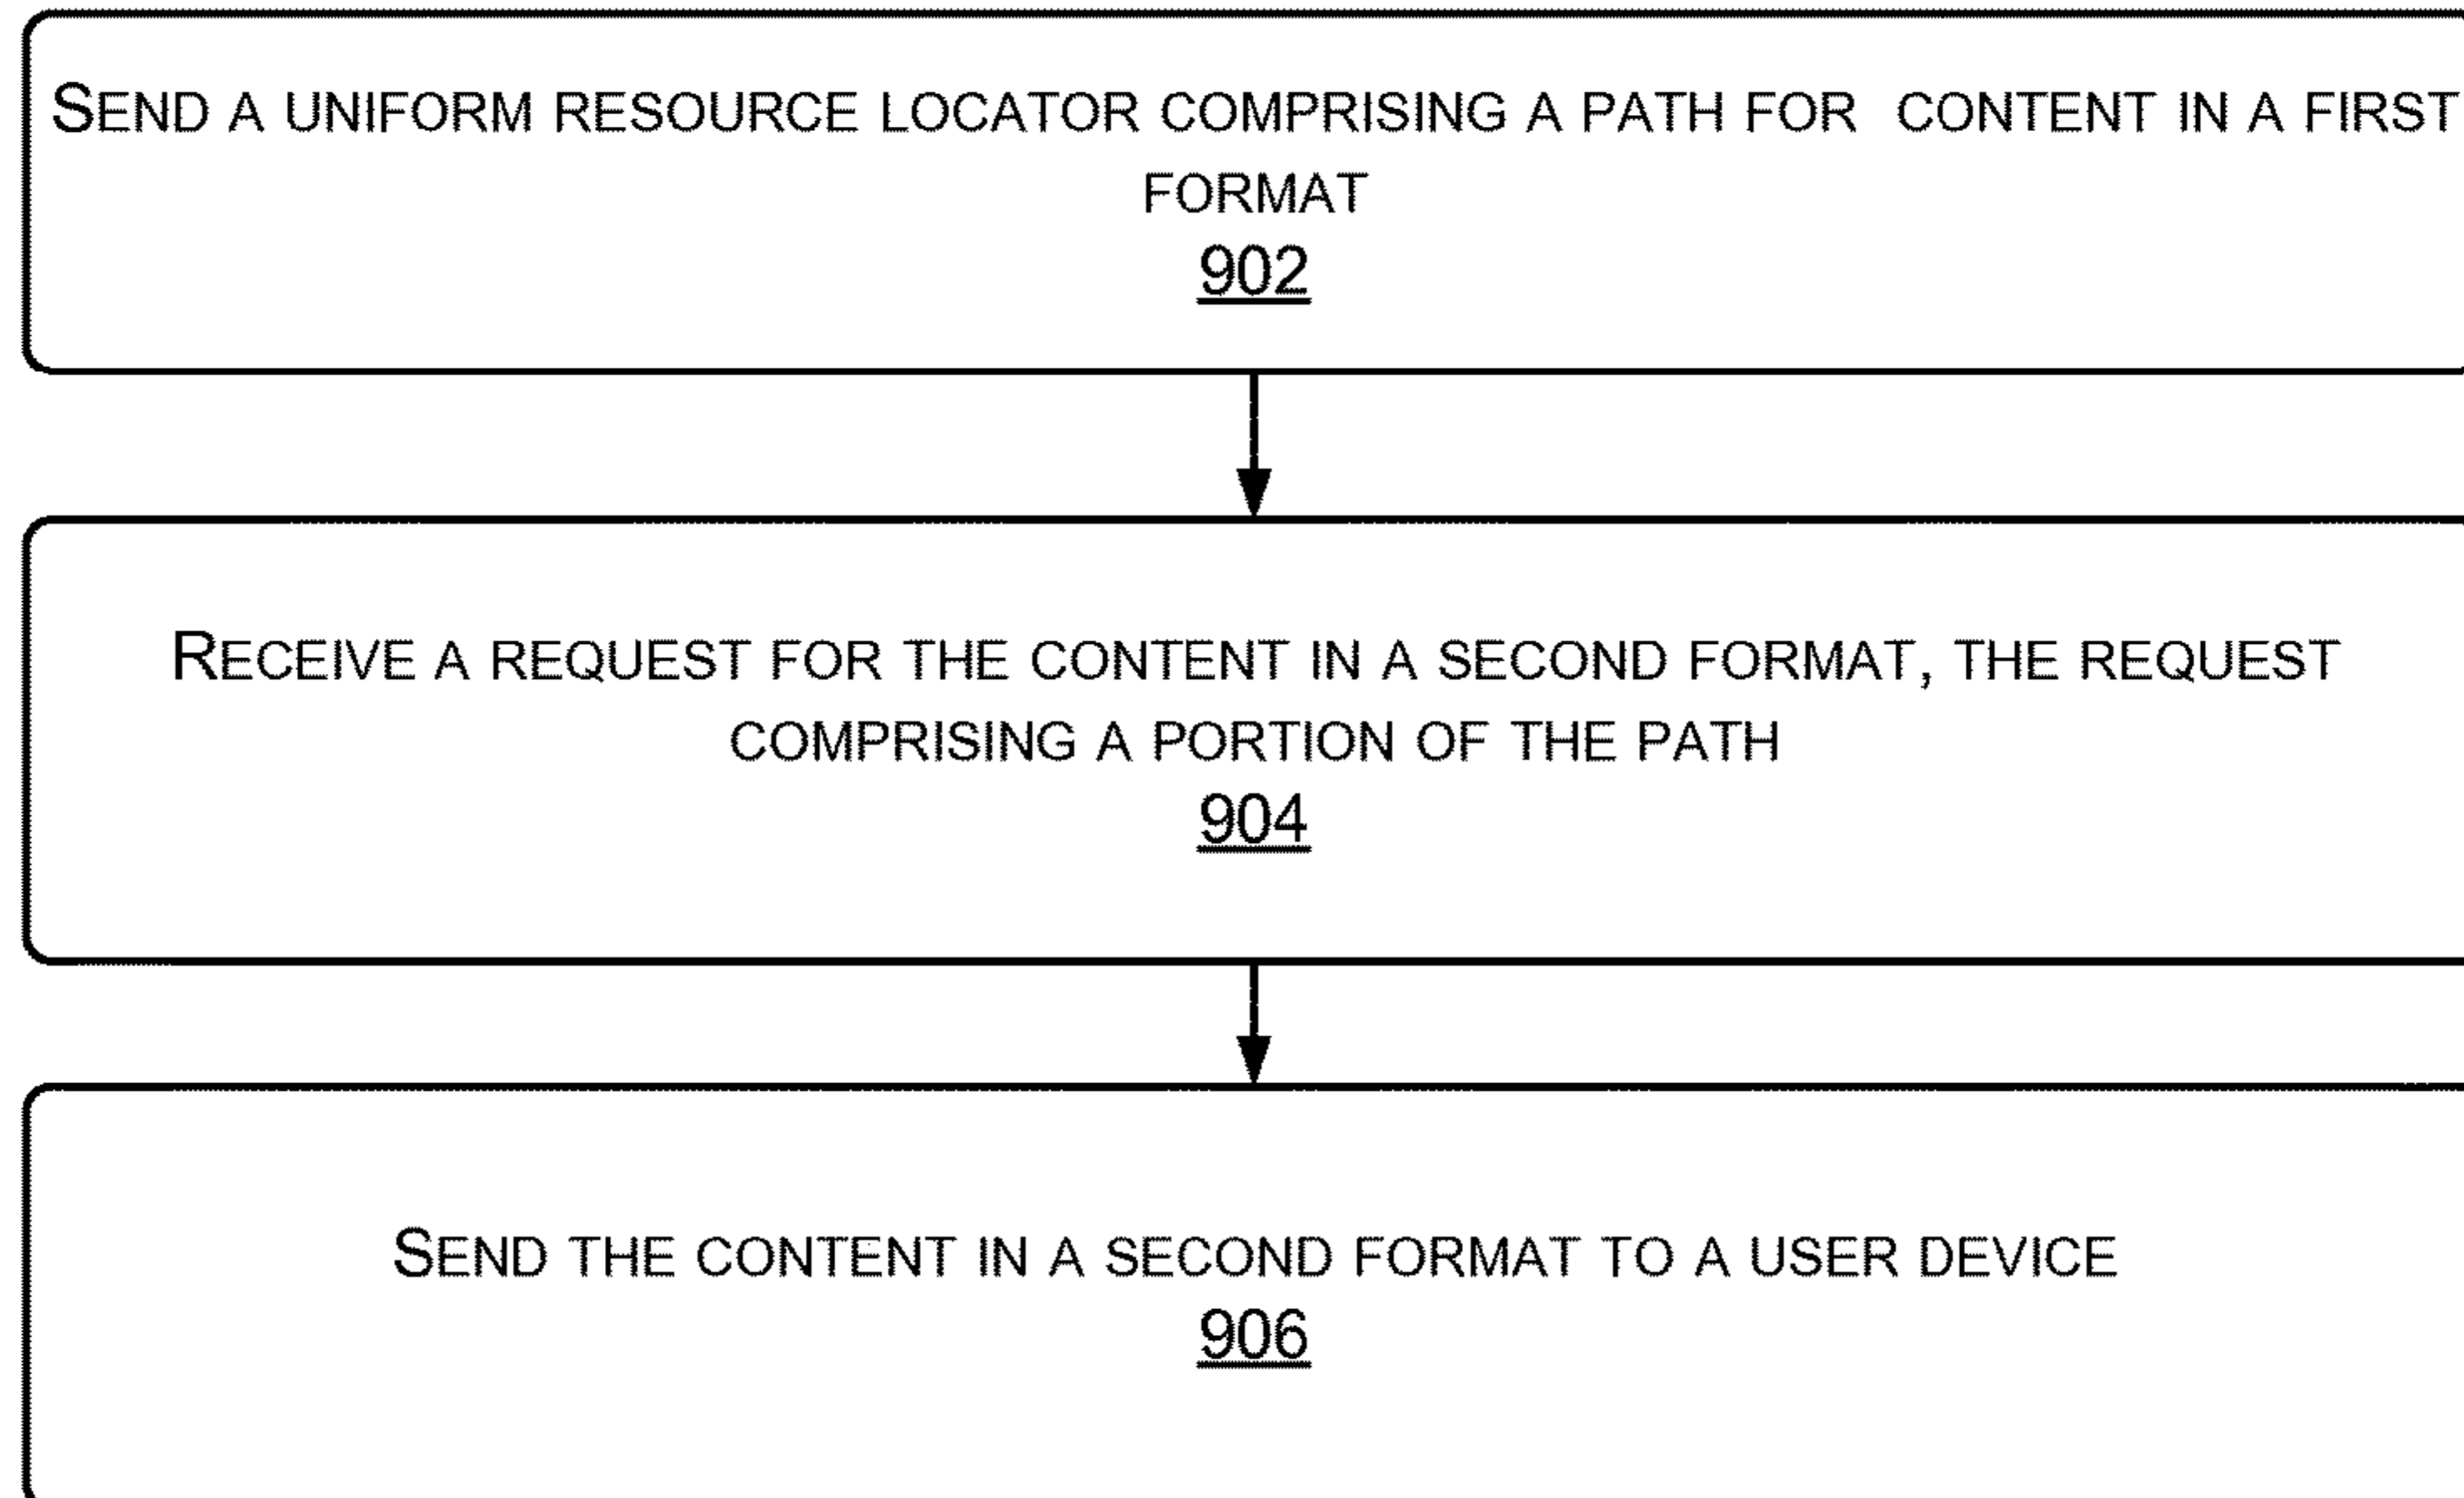 SEND A UNIFORM RESOURCE LOCATOR COMPRISING A PATH FOR CONTENT IN A FIRST
FORMAT
902
RECEIVE A REQUEST FOR THE CONTENT IN A SECOND FORMAT, THE REQUEST
COMPRISING A PORTION OF THE PATH
904
SEND THE CONTENT IN A SECOND FORMAT TO A USER DEVICE
906